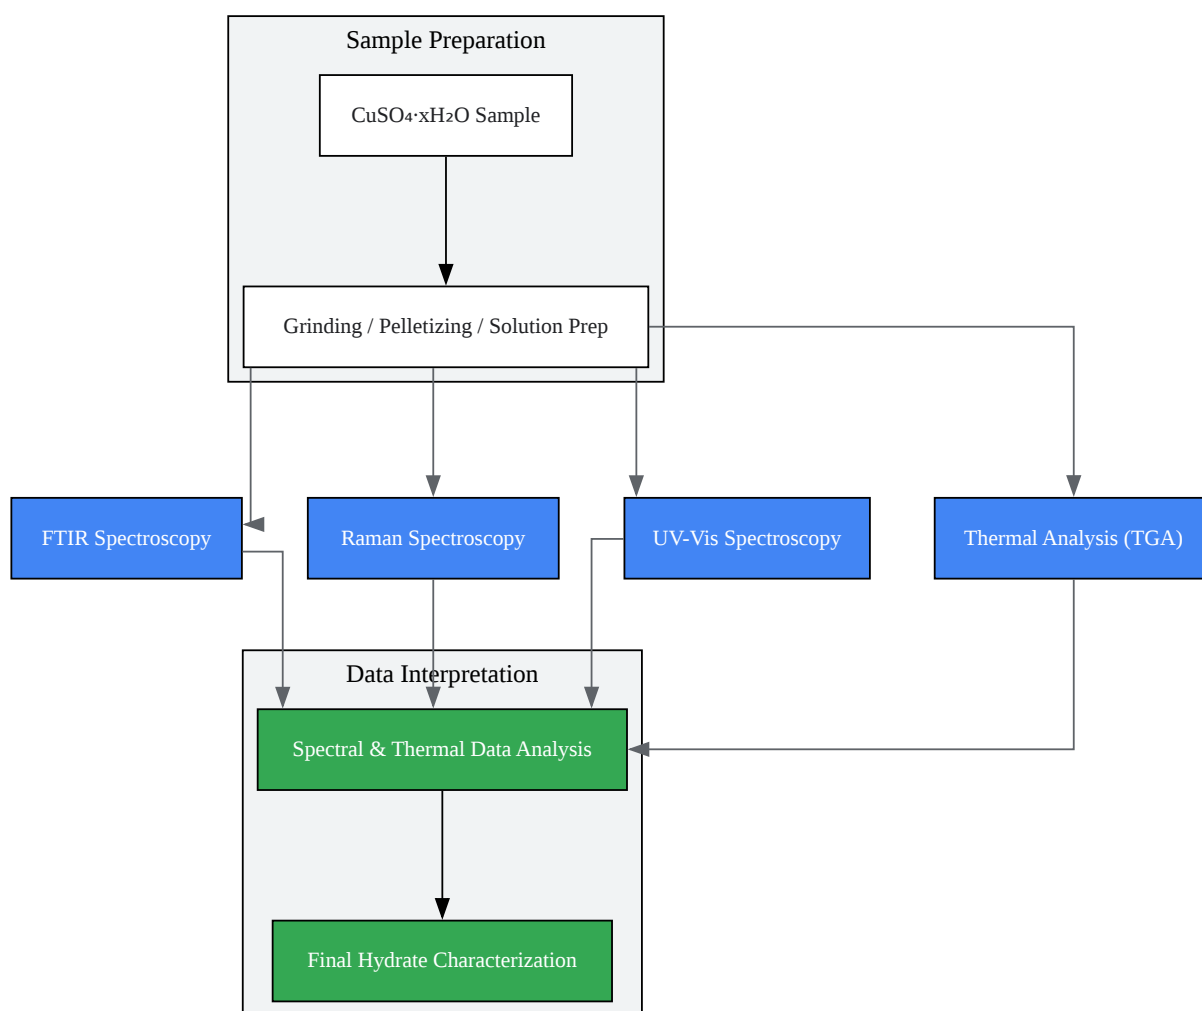 Sample Preparation
CuSO₄·xH₂O Sample
Grinding / Pelletizing / Solution Prep
FTIR Spectroscopy
Raman Spectroscopy
UV-Vis Spectroscopy
Thermal Analysis (TGA)
Data Interpretation
Spectral & Thermal Data Analysis
Final Hydrate Characterization